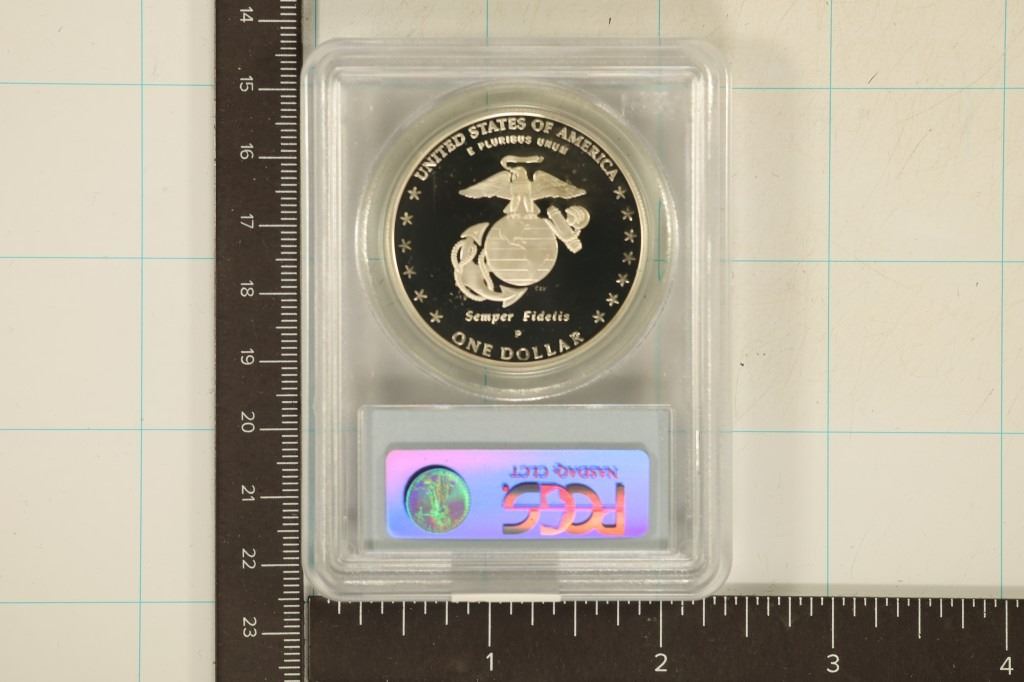 UNITED STATES OF AMERICA
E PLURIBUS UNUM
Semper Fidelis
P
ONE DOLLAR
NASDAQ: CLCT
PCGS
14
15
16
17
18
19
20
21
22
23
1
2
3
4